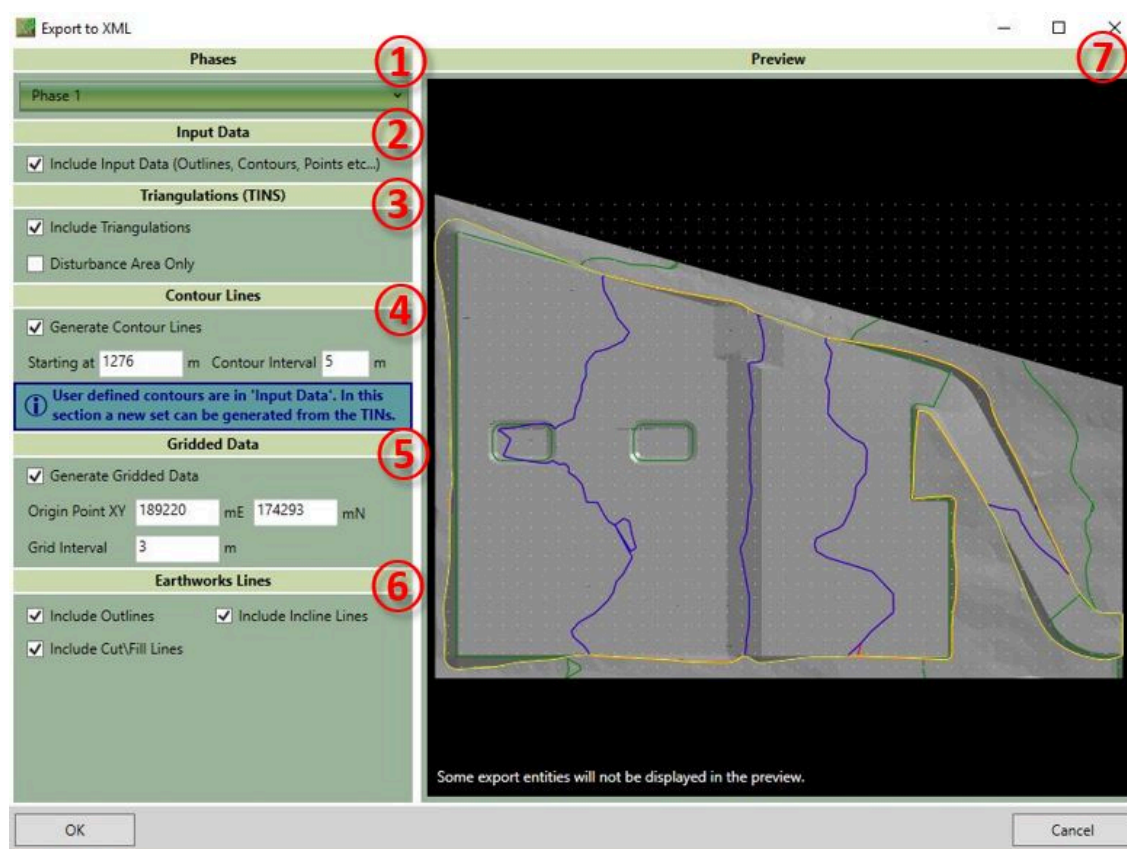 Export to XML
Phases
1
Phase 1
Input Data
2
Include Input Data (Outlines, Contours, Points etc...)
Triangulations (TINS)
3
Include Triangulations
Disturbance Area Only
Contour Lines
4
Generate Contour Lines
Starting at 1276 m Contour Interval 5 m
User defined contours are in 'Input Data'. In this
section a new set can be generated from the TINs.
Gridded Data
5
Generate Gridded Data
Origin Point XY 189220 mE 174293 mN
Grid Interval 3 m
Earthworks Lines
6
Include Outlines Include Incline Lines
Include Cut\Fill Lines
Preview
7
Some export entities will not be displayed in the preview.
OK Cancel